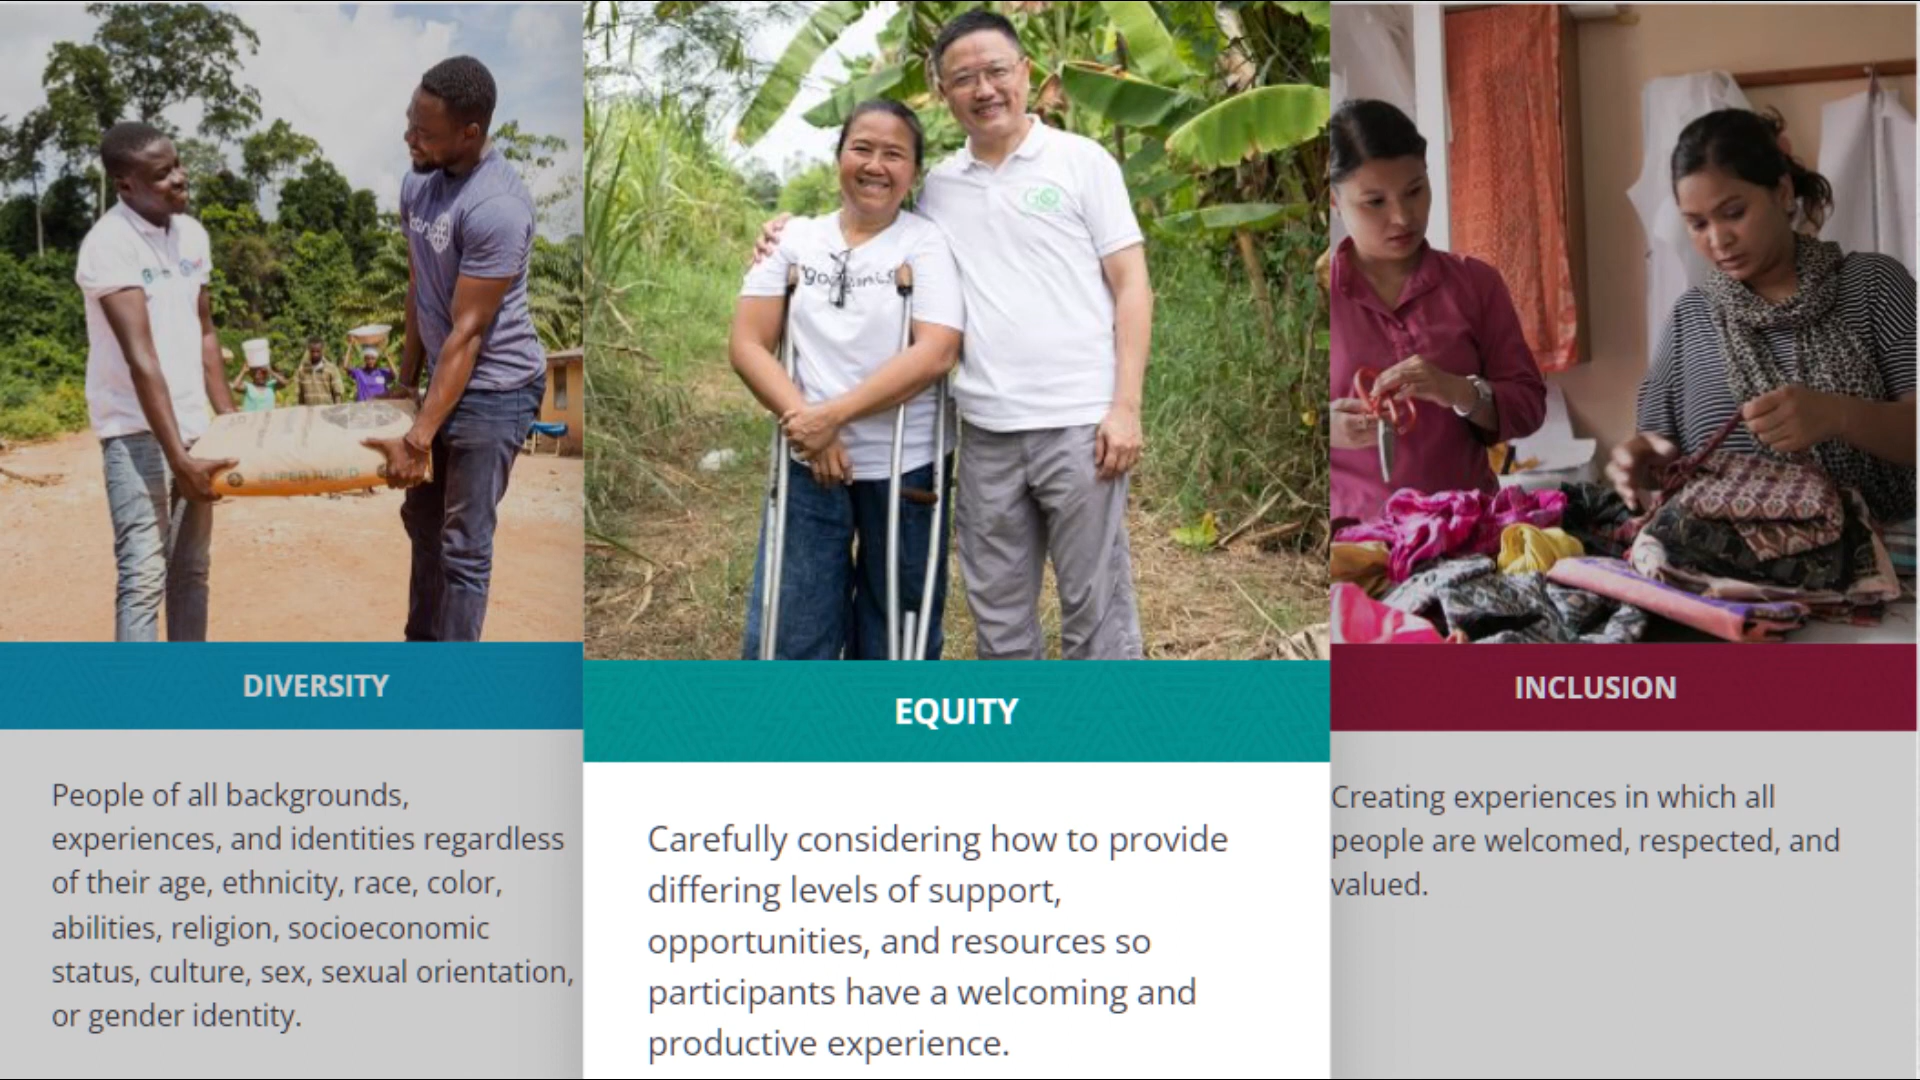 SUPER RAPID
GO
DIVERSITY
People of all backgrounds,
experiences, and identities regardless
of their age, ethnicity, race, color,
abilities, religion, socioeconomic
status, culture, sex, sexual orientation,
or gender identity.
EQUITY
Carefully considering how to provide
differing levels of support,
opportunities, and resources so
participants have a welcoming and
productive experience.
INCLUSION
Creating experiences in which all
people are welcomed, respected, and
valued.